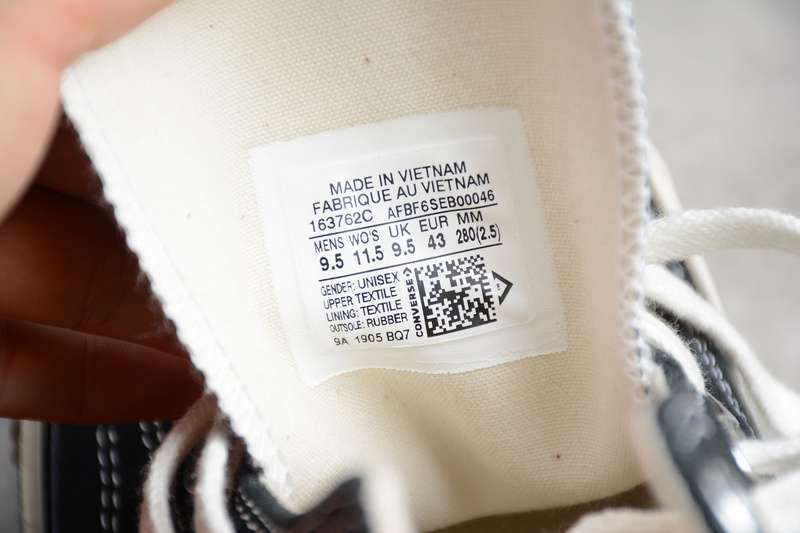 MADE IN VIETNAM
FABRIQUE AU VIETNAM
163762C AFBF6SEB00046
MENS WO'S UK EUR MM
9.5 11.5 9.5 43 280(2.5)
GENDER: UNISEX
UPPER TEXTILE
LINING: TEXTILE
OUTSOLE: RUBBER
9A 1905 BQ7
CONVERSE